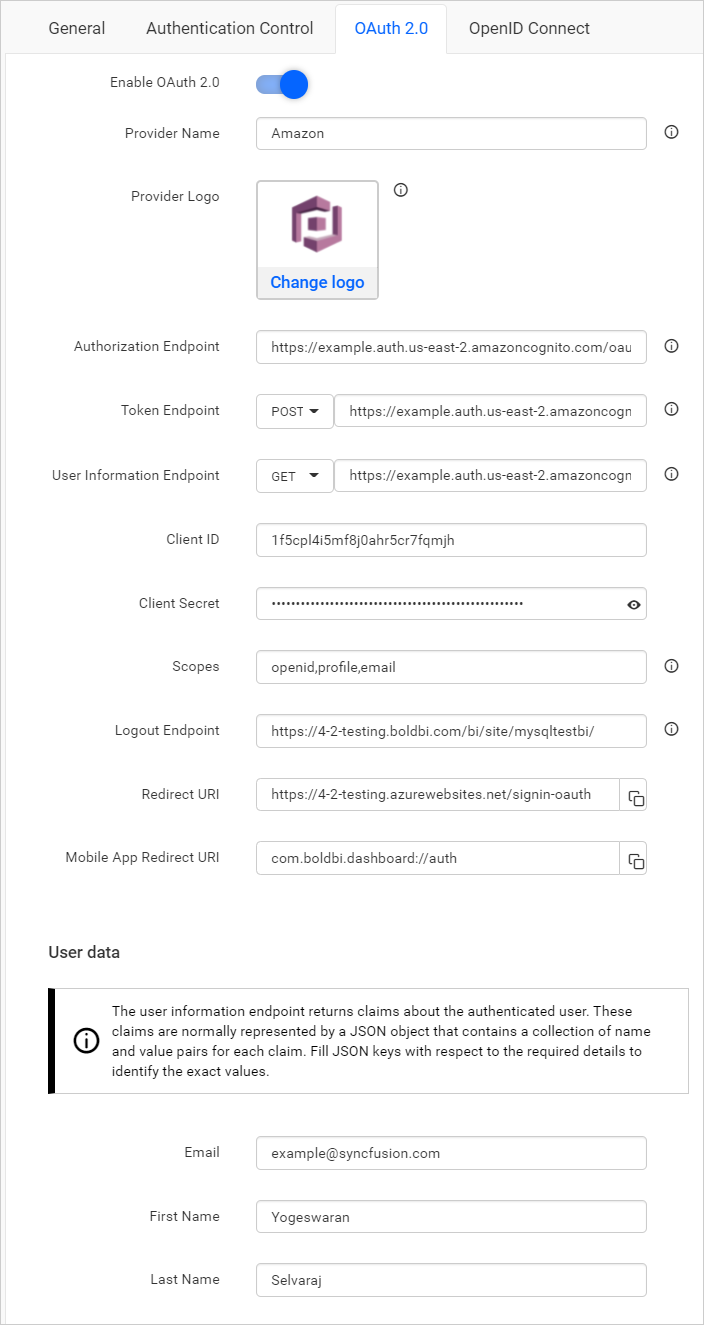 General Authentication Control OAuth 2.0 OpenID Connect
Enable OAuth 2.0
Provider Name Amazon
Provider Logo
Change logo
Authorization Endpoint https://example.auth.us-east-2.amazoncognito.com/oau
Token Endpoint POST https://example.auth.us-east-2.amazoncogn
User Information Endpoint GET https://example.auth.us-east-2.amazoncogn
Client ID 1f5cpl4i5mf8j0ahr5cr7fqmjh
Client Secret
Scopes openid,profile,email
Logout Endpoint https://4-2-testing.boldbi.com/bi/site/mysqltestbi/
Redirect URI https://4-2-testing.azurewebsites.net/signin-oauth
Mobile App Redirect URI com.boldbi.dashboard://auth
User data
The user information endpoint returns claims about the authenticated user. These
claims are normally represented by a JSON object that contains a collection of name
and value pairs for each claim. Fill JSON keys with respect to the required details to
identify the exact values.
Email example@syncfusion.com
First Name Yogeswaran
Last Name Selvaraj